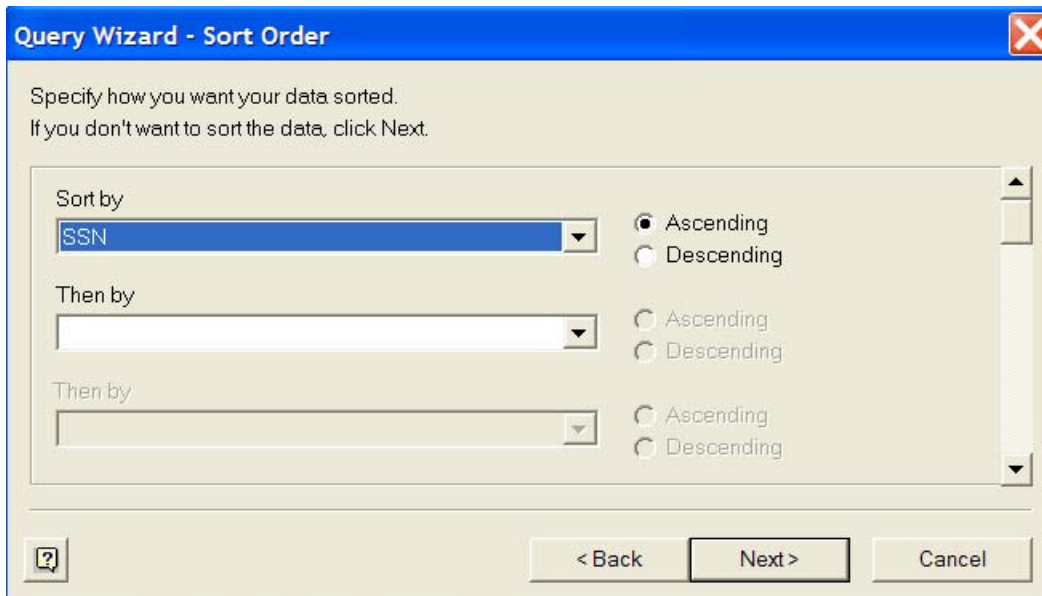 Query Wizard - Sort Order
Specify how you want your data sorted.
If you don't want to sort the data, click Next.
Sort by
SSN
Ascending
Descending
Then by
Ascending
Descending
Then by
Ascending
Descending
?
< Back
Next >
Cancel